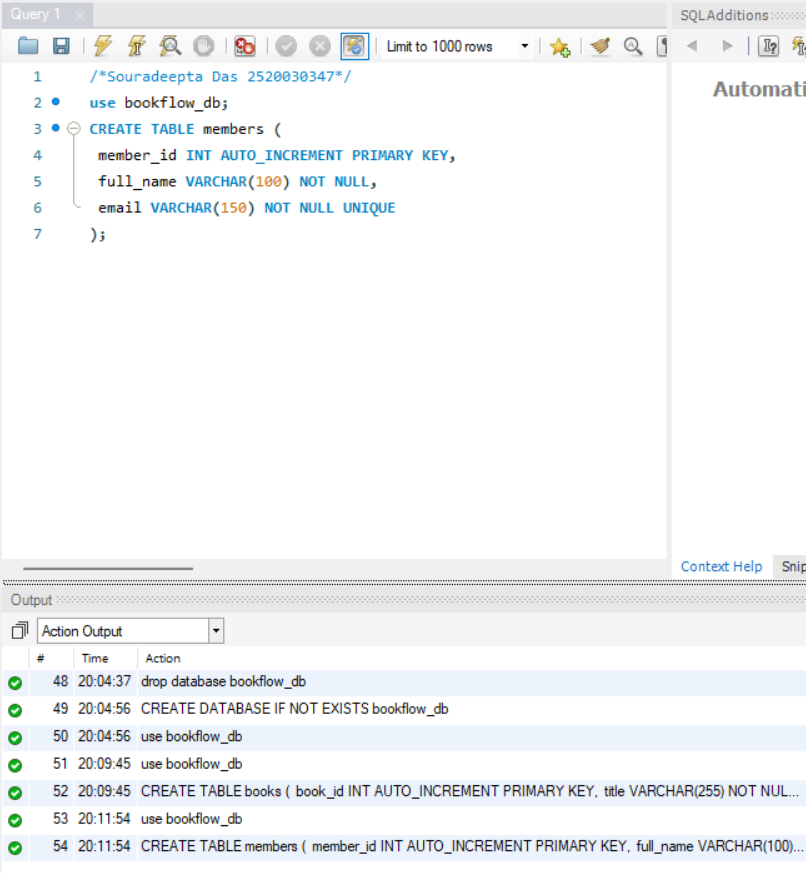 Query 1
SQLAdditions
Limit to 1000 rows
Automati
1 /*Souradeepta Das 2520030347*/
2 use bookflow_db;
3 CREATE TABLE members (
4 member_id INT AUTO_INCREMENT PRIMARY KEY,
5 full_name VARCHAR(100) NOT NULL,
6 email VARCHAR(150) NOT NULL UNIQUE
7 );
Context Help Snip
Output
Action Output
# Time Action
48 20:04:37 drop database bookflow_db
49 20:04:56 CREATE DATABASE IF NOT EXISTS bookflow_db
50 20:04:56 use bookflow_db
51 20:09:45 use bookflow_db
52 20:09:45 CREATE TABLE books ( book_id INT AUTO_INCREMENT PRIMARY KEY, title VARCHAR(255) NOT NUL...
53 20:11:54 use bookflow_db
54 20:11:54 CREATE TABLE members ( member_id INT AUTO_INCREMENT PRIMARY KEY, full_name VARCHAR(100)...